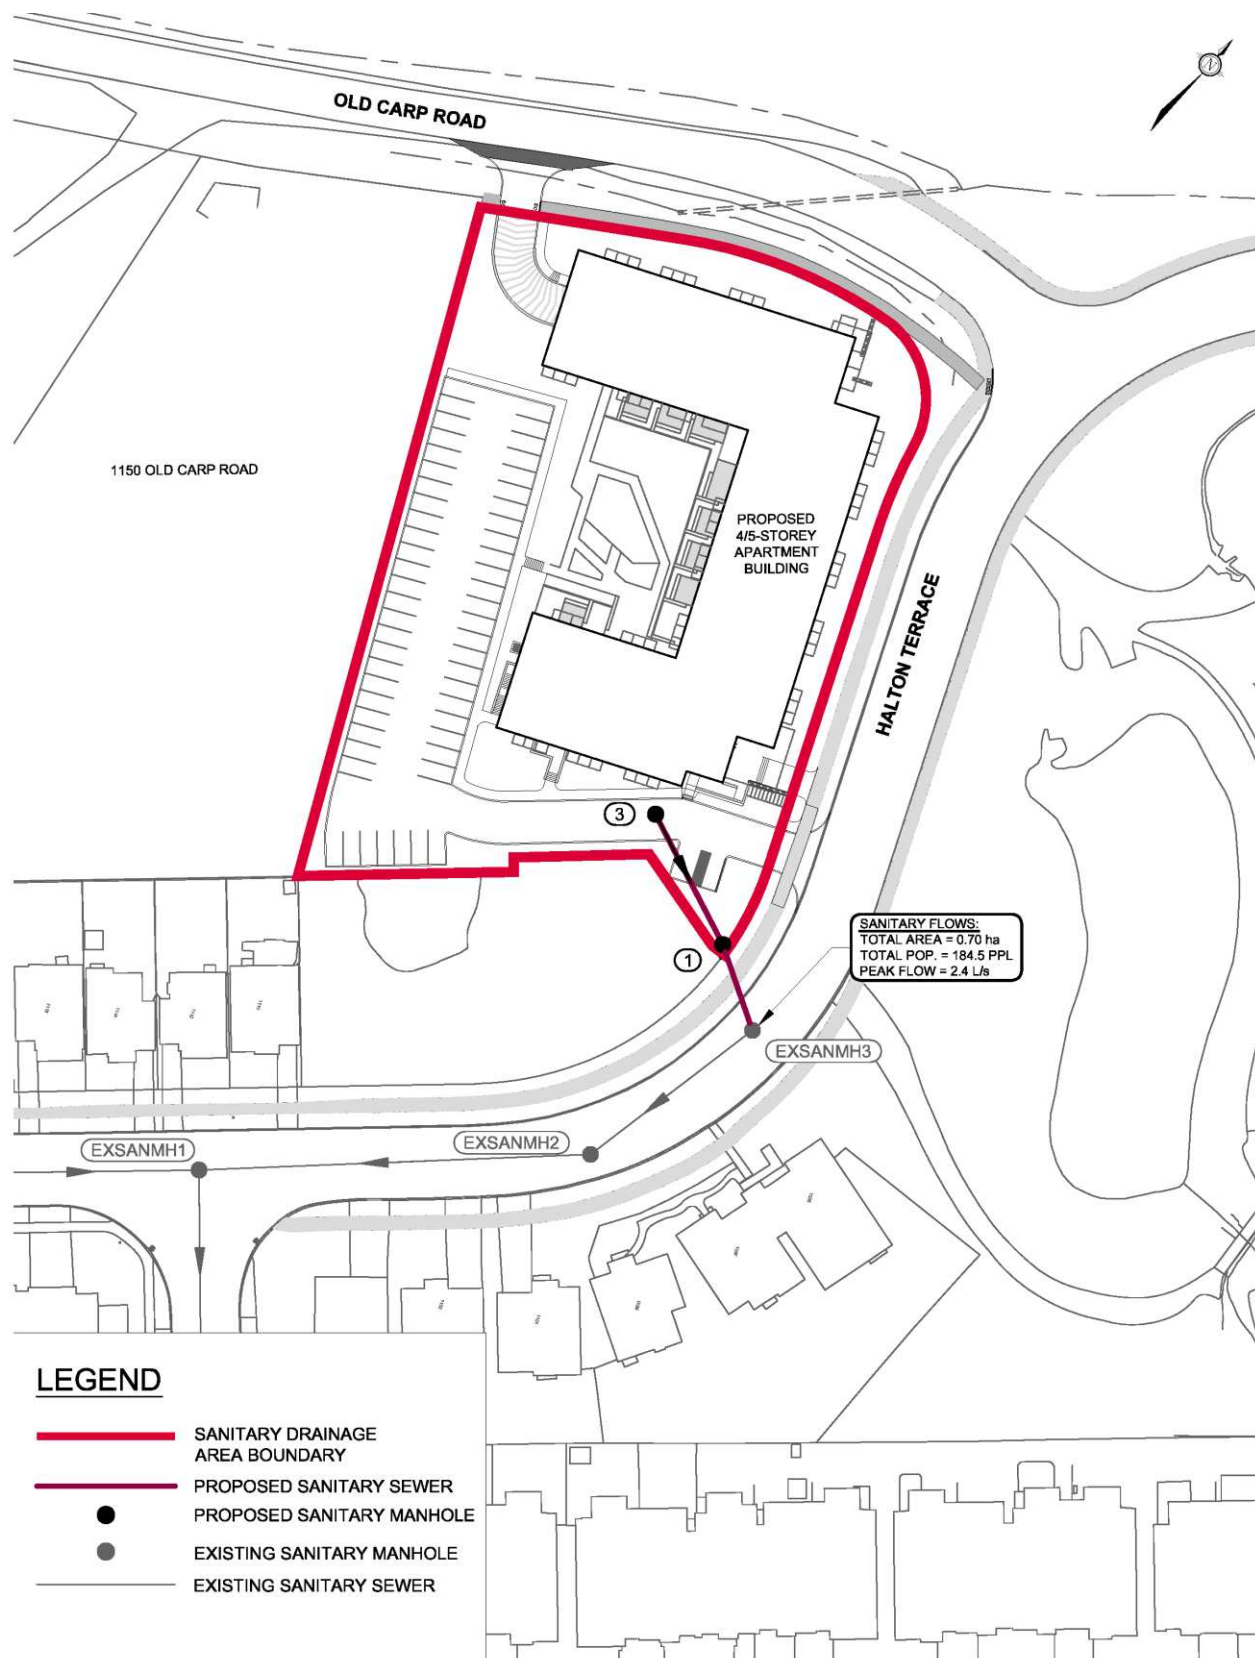 N
OLD CARP ROAD
1150 OLD CARP ROAD
PROPOSED
4/5-STOREY
APARTMENT
BUILDING
HALTON TERRACE
3
1
SANITARY FLOWS:
TOTAL AREA = 0.70 ha
TOTAL POP. = 184.5 PPL
PEAK FLOW = 2.4 L/s
EXSANMH3
EXSANMH2
EXSANMH1
LEGEND
SANITARY DRAINAGE
AREA BOUNDARY
PROPOSED SANITARY SEWER
PROPOSED SANITARY MANHOLE
EXISTING SANITARY MANHOLE
EXISTING SANITARY SEWER